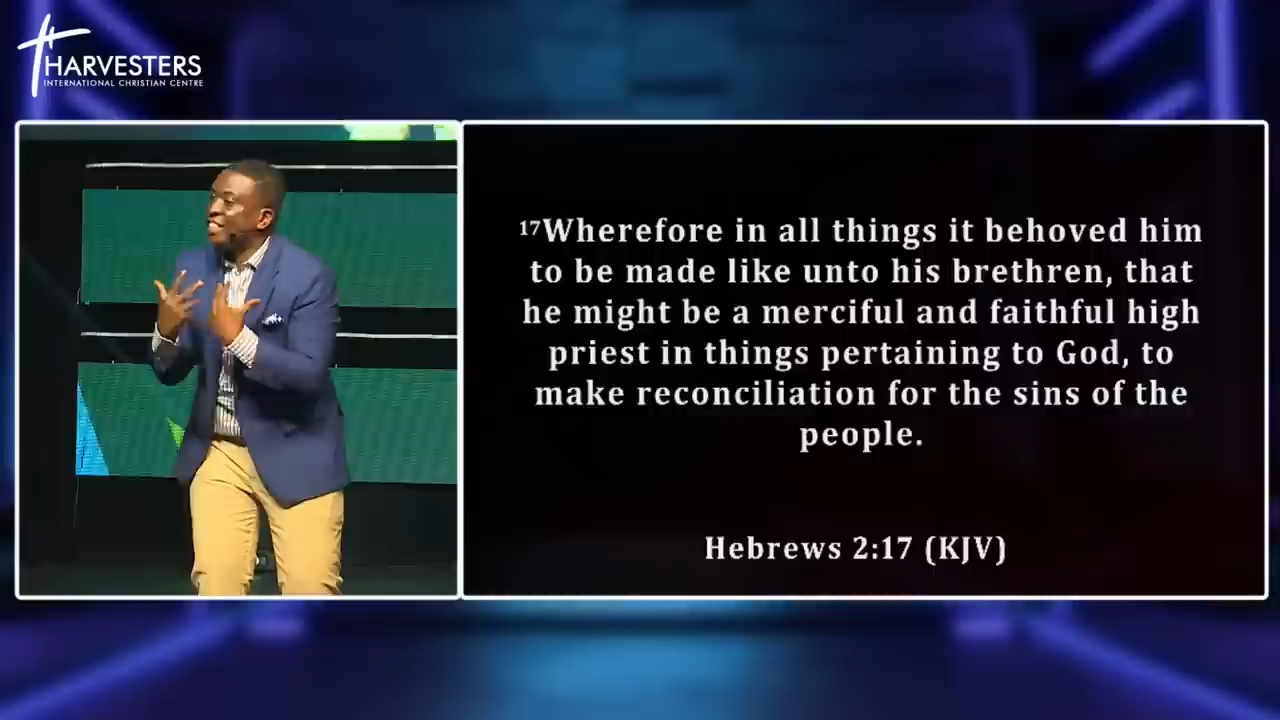 HARVESTERS
INTERNATIONAL CHRISTIAN CENTRE
17Wherefore in all things it behoved him
to be made like unto his brethren, that
he might be a merciful and faithful high
priest in things pertaining to God, to
make reconciliation for the sins of the
people.
Hebrews 2:17 (KJV)